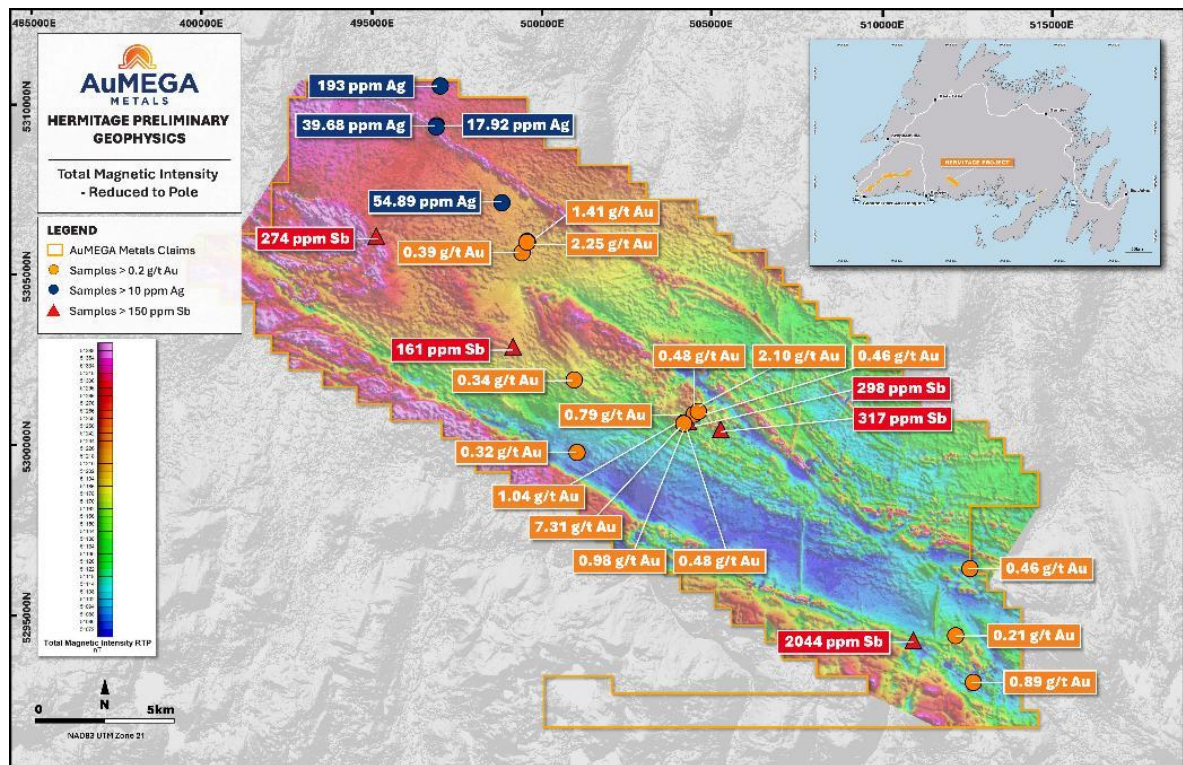 485000E
490000E
495000E
500000E
505000E
510000E
515000E
5310000N
5305000N
5300000N
5295000N
AuMEGA
METALS
HERMITAGE PRELIMINARY
GEOPHYSICS
Total Magnetic Intensity
- Reduced to Pole
LEGEND
AuMEGA Metals Claims
Samples > 0.2 g/t Au
Samples > 10 ppm Ag
Samples > 150 ppm Sb
Total Magnetic Intensity RTP
nT
N
0 5km
NAD83 UTM Zone 21
HERMITAGE PROJECT
193 ppm Ag
39.68 ppm Ag
17.92 ppm Ag
54.89 ppm Ag
274 ppm Sb
1.41 g/t Au
2.25 g/t Au
0.39 g/t Au
161 ppm Sb
0.34 g/t Au
0.48 g/t Au
2.10 g/t Au
0.46 g/t Au
298 ppm Sb
317 ppm Sb
0.79 g/t Au
0.32 g/t Au
1.04 g/t Au
7.31 g/t Au
0.98 g/t Au
0.48 g/t Au
0.46 g/t Au
0.21 g/t Au
2044 ppm Sb
0.89 g/t Au